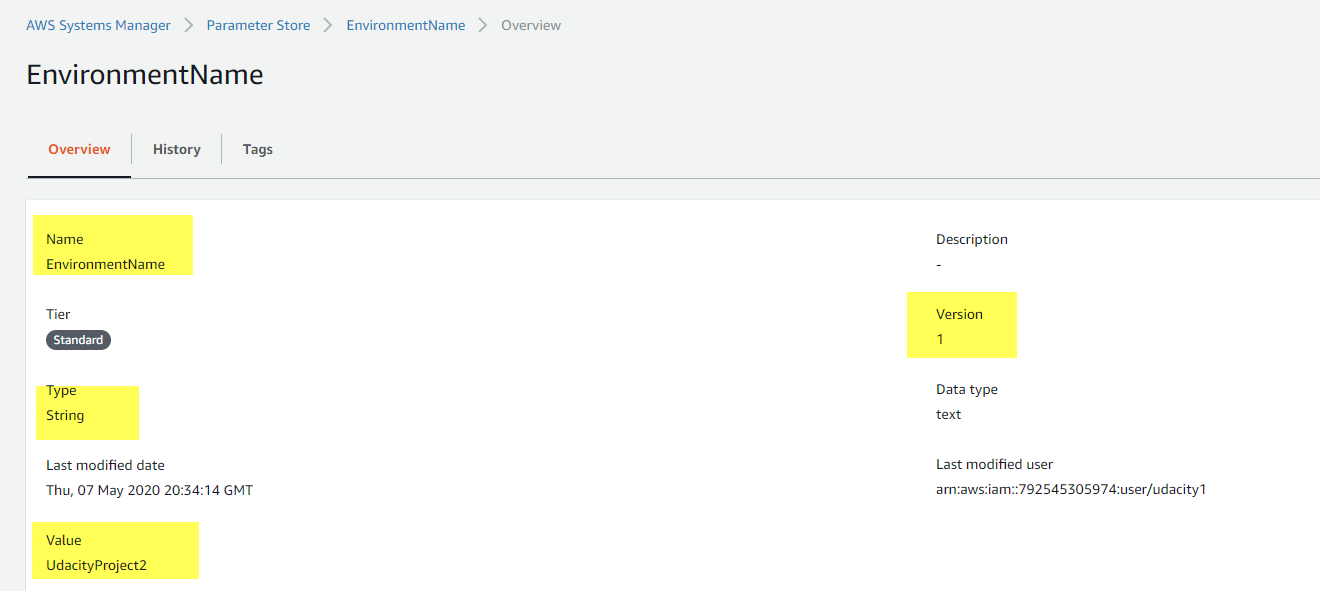 AWS Systems Manager > Parameter Store > EnvironmentName > Overview
EnvironmentName
Overview History Tags
Name
EnvironmentName
Description
-
Tier
Standard
Version
1
Type
String
Data type
text
Last modified date
Thu, 07 May 2020 20:34:14 GMT
Last modified user
arn:aws:iam::792545305974:user/udacity1
Value
UdacityProject2